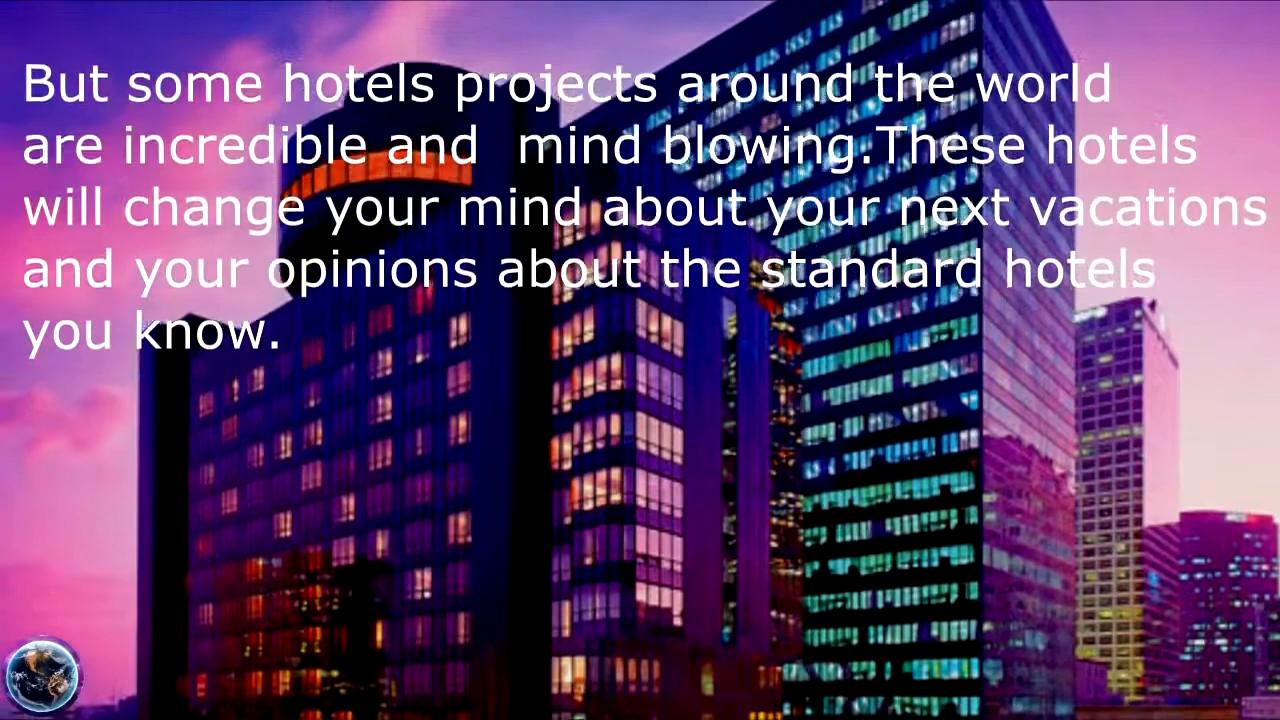 But some hotels projects around the world
are incredible and  mind blowing.These hotels
will change your mind about your next vacations
and your opinions about the standard hotels
you know.